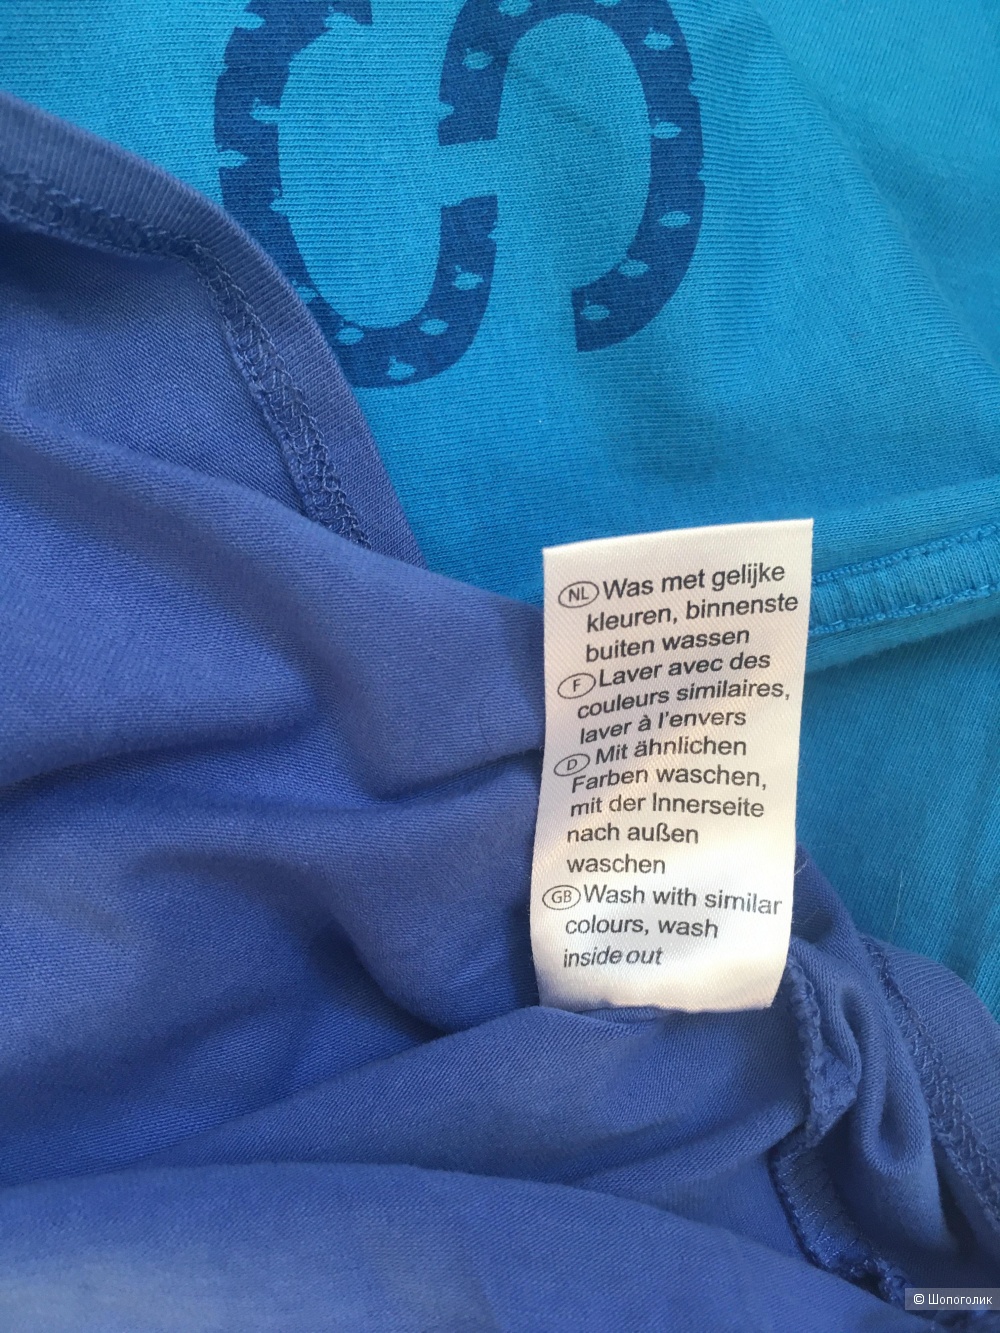 NL Was met gelijke
kleuren, binnenste
buiten wassen
F Laver avec des
couleurs similaires,
laver à l'envers
D Mit ähnlichen
Farben waschen,
mit der Innerseite
nach außen
waschen
GB Wash with similar
colours, wash
inside out
© Шопоголик